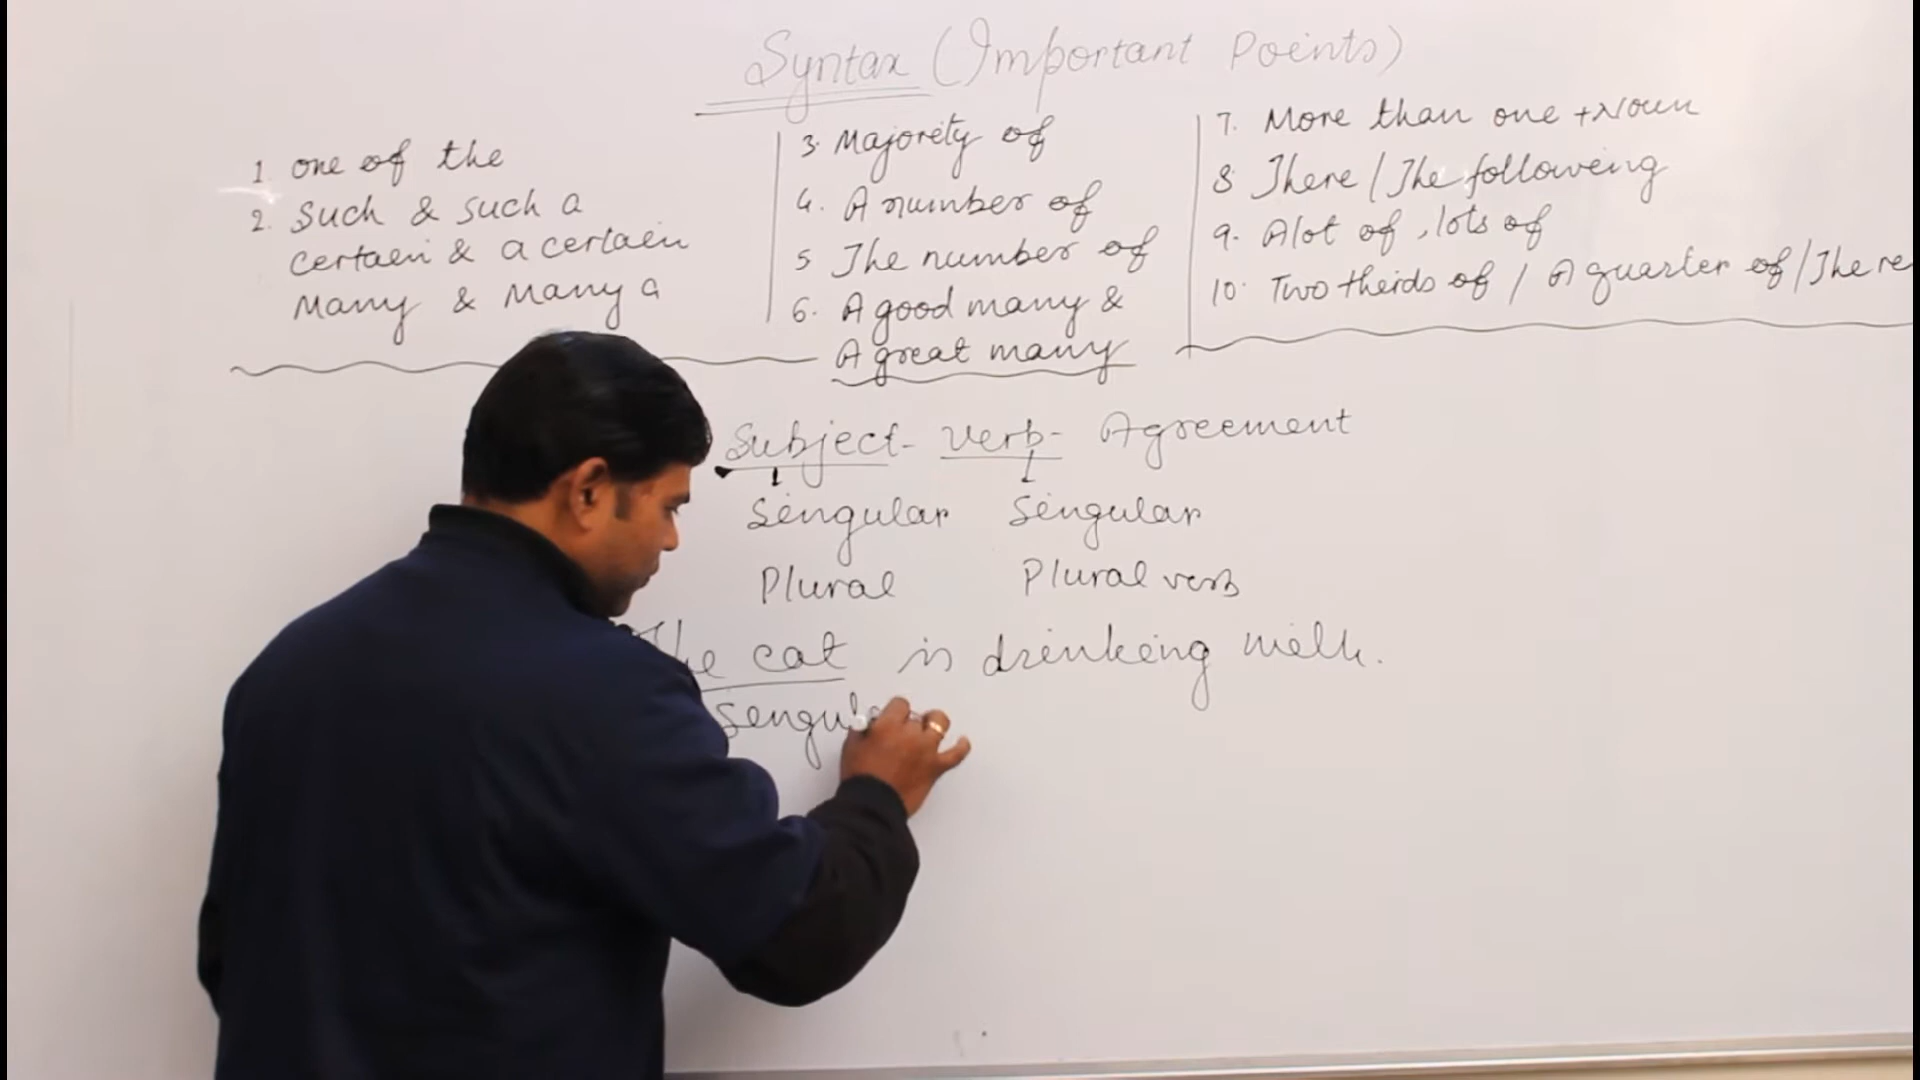 Syntax (Important Points)
1. one of the
2. Such & such a
certain & a certain
Many & Many a
3. Majority of
4. A number of
5 The number of
6. A good many &
A great many
7. More than one + Noun
8 There / The following
9. A lot of, lots of
10. Two thirds of / A quarter of / There
Subject - Verb - Agreement
Singular Singular
Plural Plural verb
The cat is drinking milk.